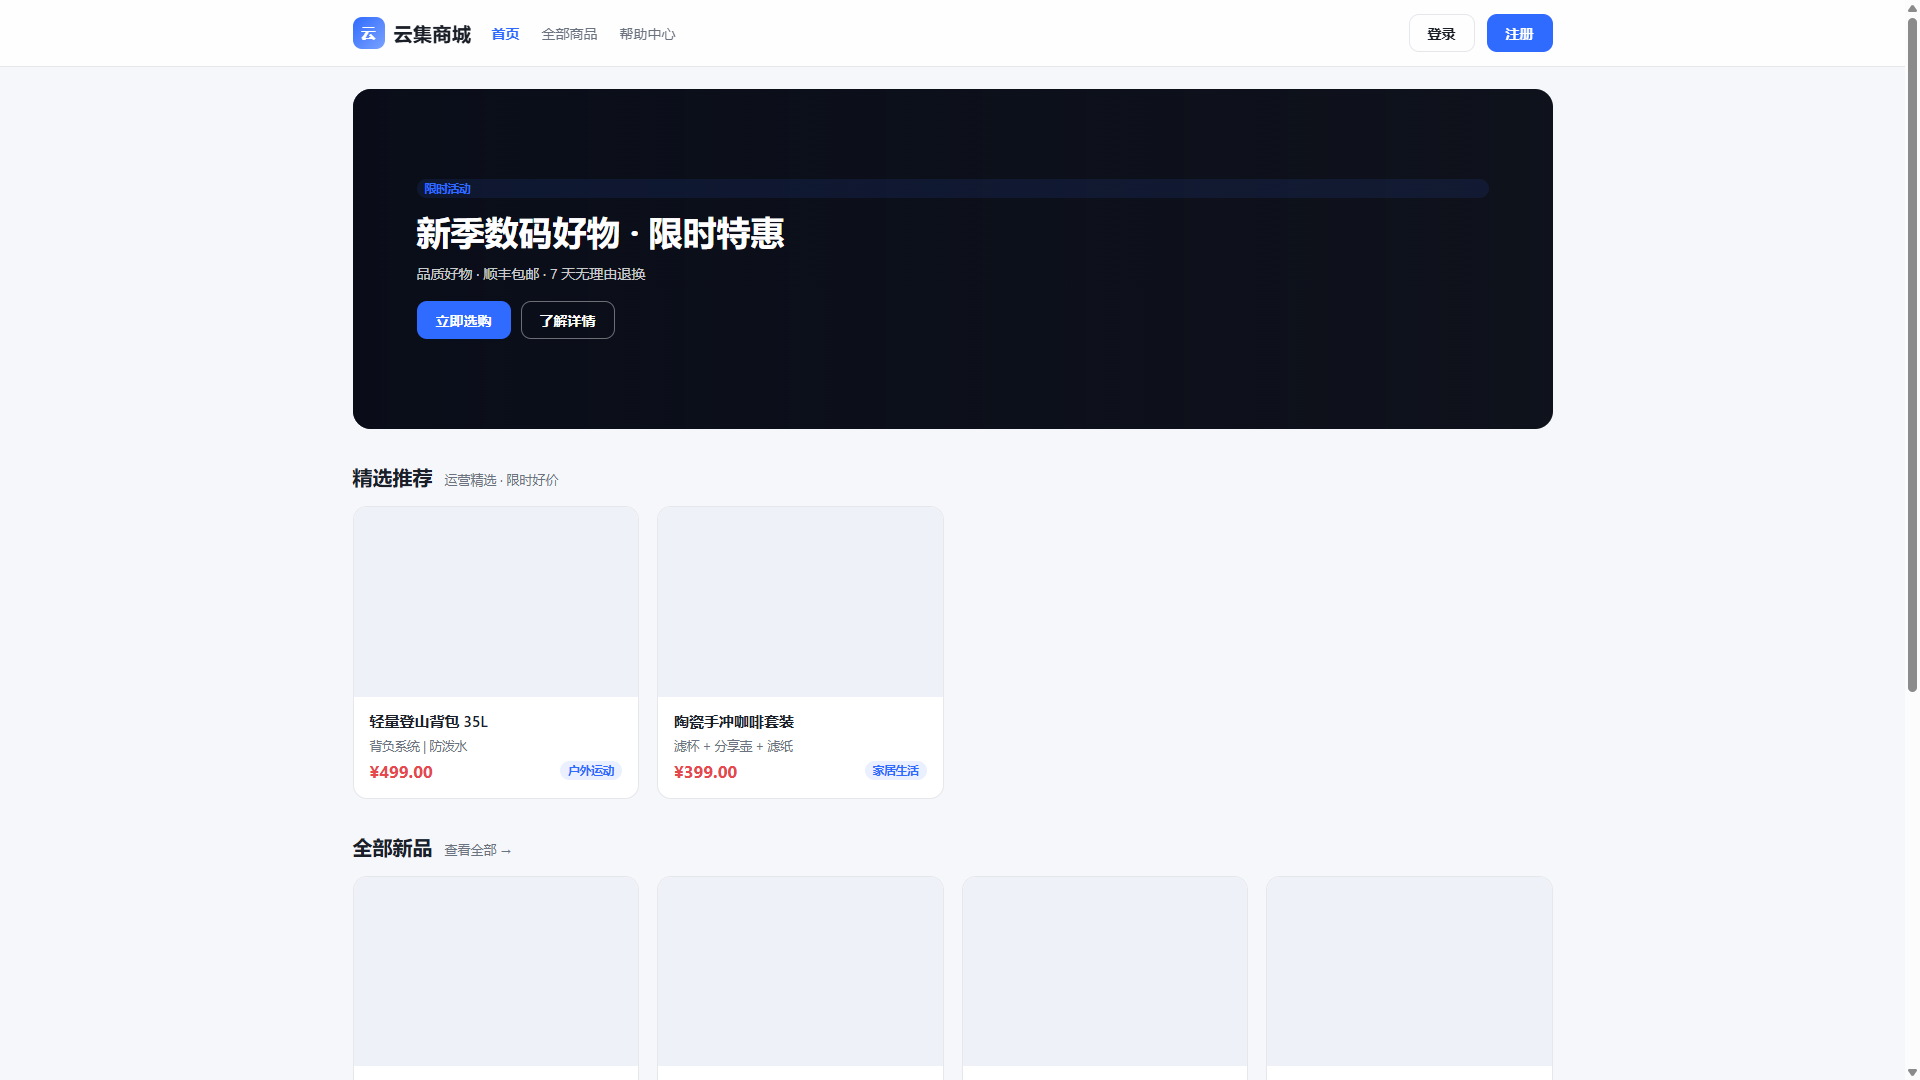 云 云集商城 首页 全部商品 帮助中心 登录 注册
限时活动
新季数码好物 · 限时特惠
品质好物 · 顺丰包邮 · 7 天无理由退换
立即选购 了解详情
精选推荐 运营精选 · 限时好价
轻量登山背包 35L
背负系统 | 防泼水
¥499.00 户外运动
陶瓷手冲咖啡套装
滤杯 + 分享壶 + 滤纸
¥399.00 家居生活
全部新品 查看全部 →